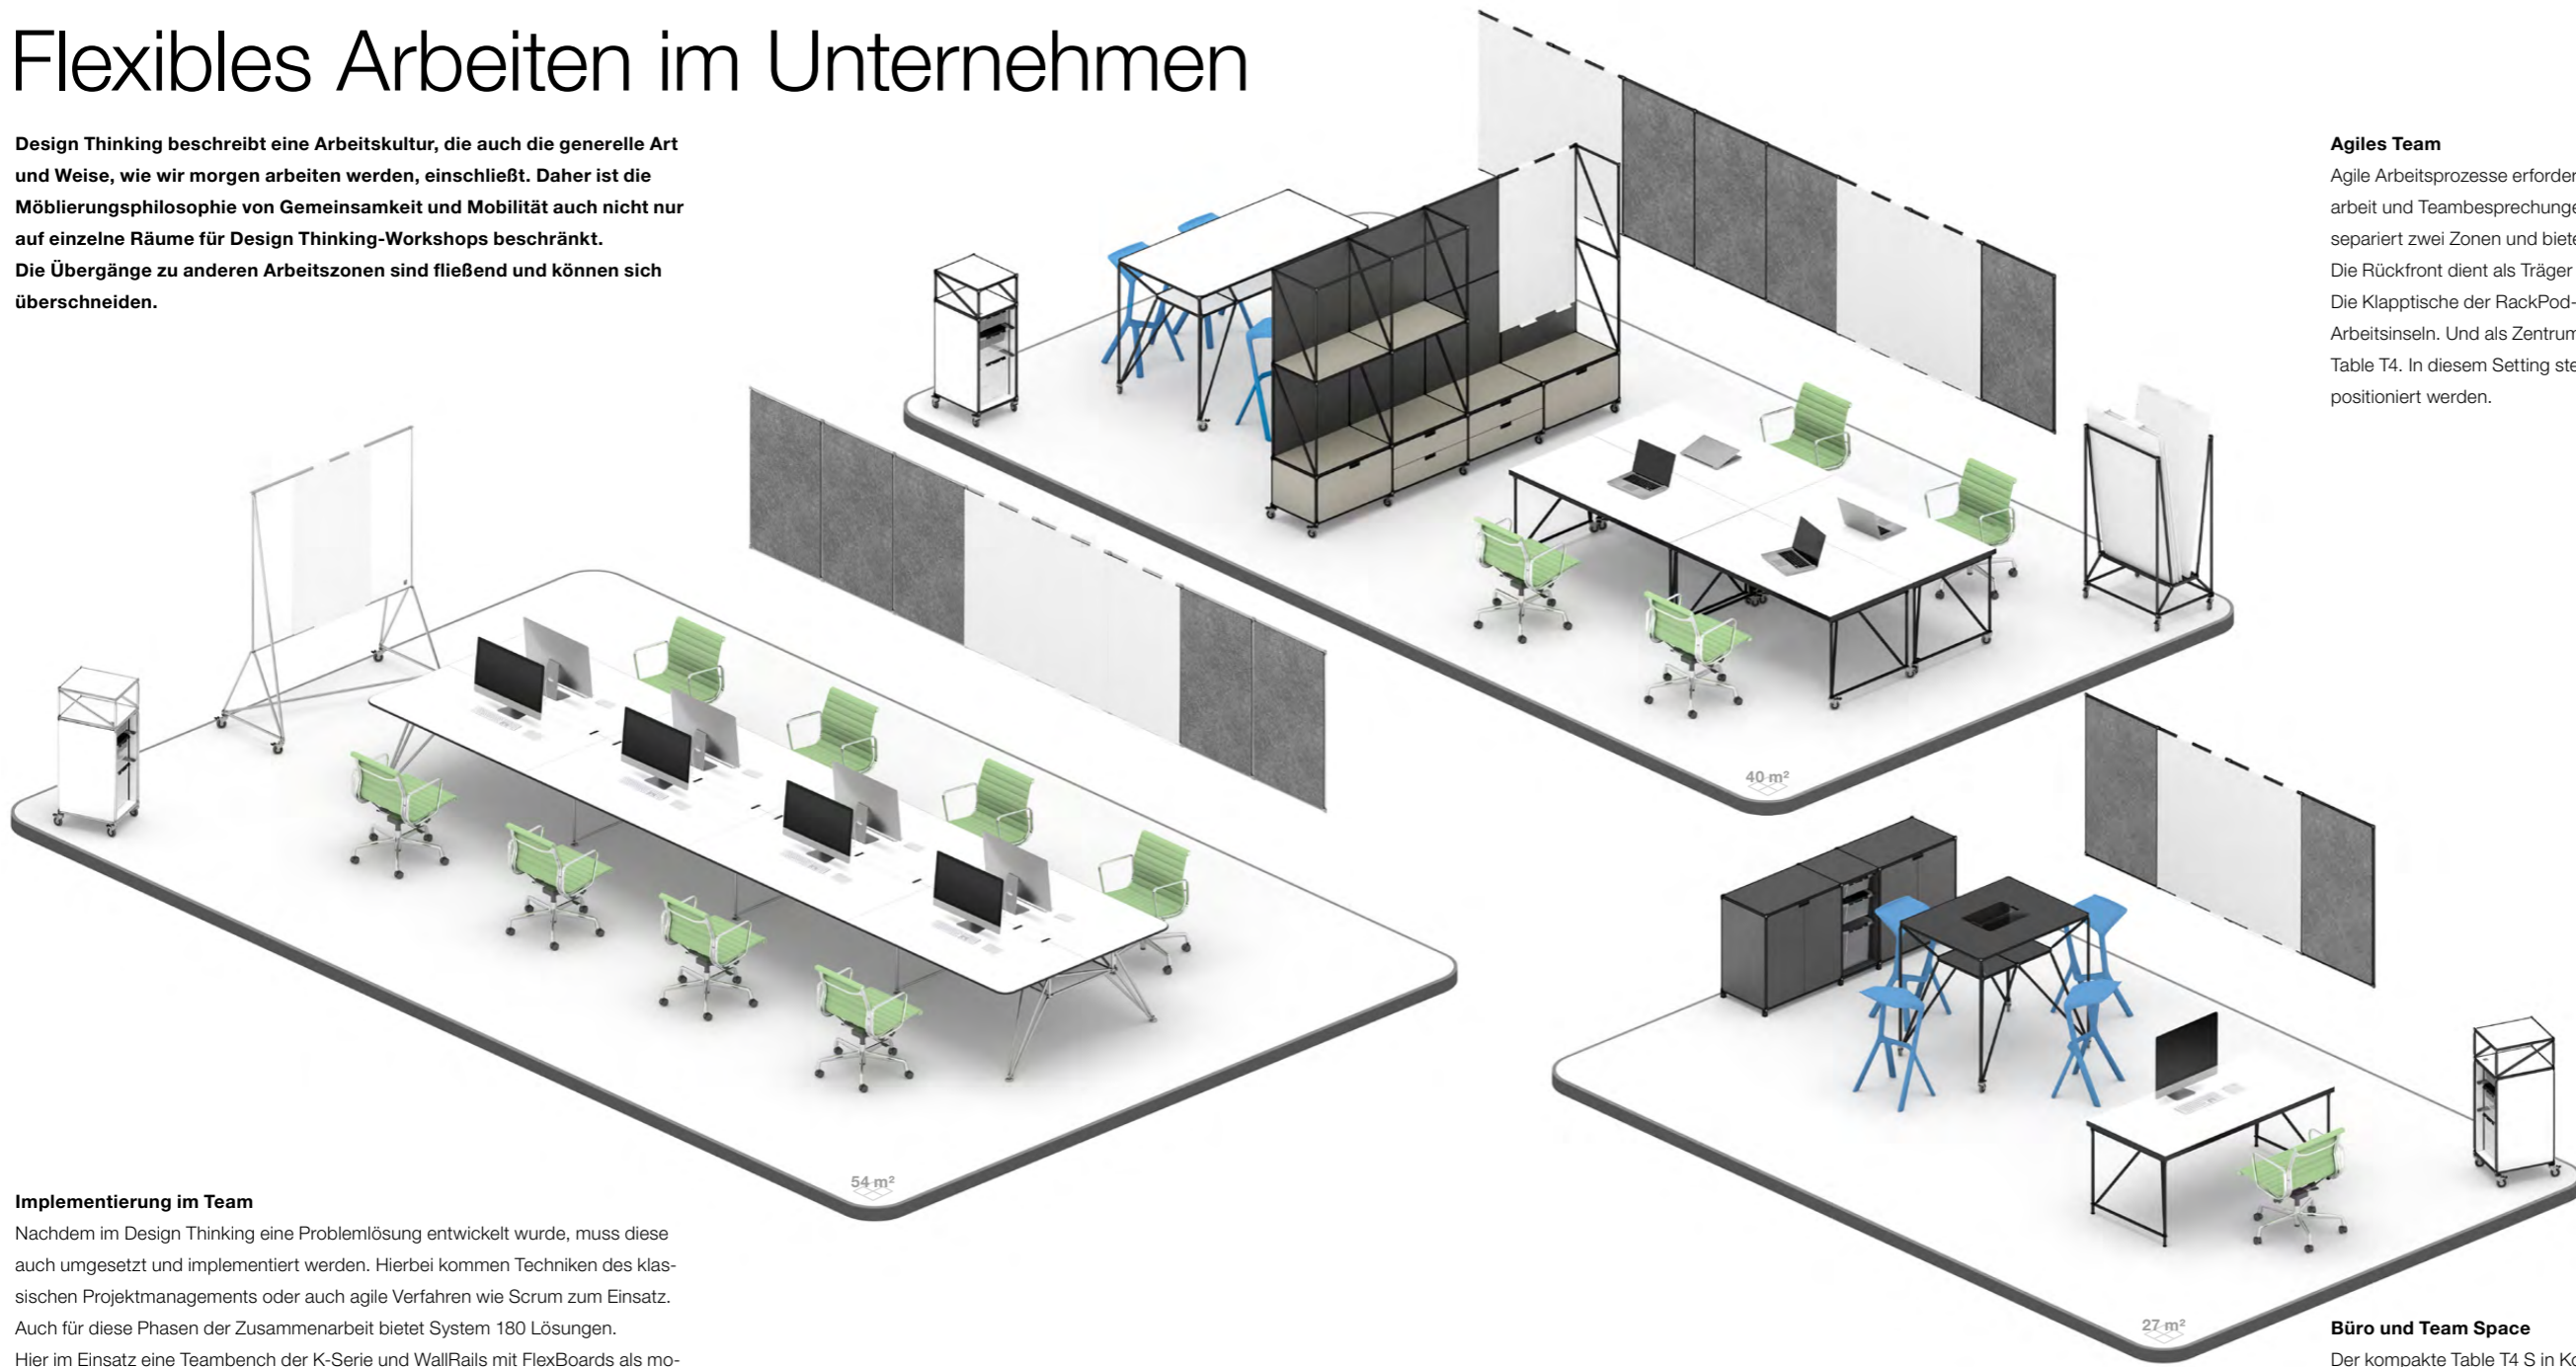 Flexibles Arbeiten im Unternehmen
Design Thinking beschreibt eine Arbeitskultur, die auch die generelle Art
und Weise, wie wir morgen arbeiten werden, einschließt. Daher ist die
Möblierungsphilosophie von Gemeinsamkeit und Mobilität auch nicht nur
auf einzelne Räume für Design Thinking-Workshops beschränkt.
Die Übergänge zu anderen Arbeitszonen sind fließend und können sich
überschneiden.
Agiles Team
Agile Arbeitsprozesse
arbeit und
separiert zwei Zonen und
Die Rückfront dient als Träger
Die Klapptische der RackPod-
Arbeitsinseln. Und als
Table T4. In diesem Setting
positioniert werden.
40 m²
54 m²
27 m²
Implementierung im Team
Nachdem im Design Thinking eine Problemlösung entwickelt wurde, muss diese
auch umgesetzt und implementiert werden. Hierbei kommen Techniken des klas-
sischen Projektmanagements oder auch agile Verfahren wie Scrum zum Einsatz.
Auch für diese Phasen der Zusammenarbeit bietet System 180 Lösungen.
Hier im Einsatz eine Teambench der K-Serie und WallRails mit FlexBoards als mo-
Büro und Team Space
Der kompakte Table T4 S in